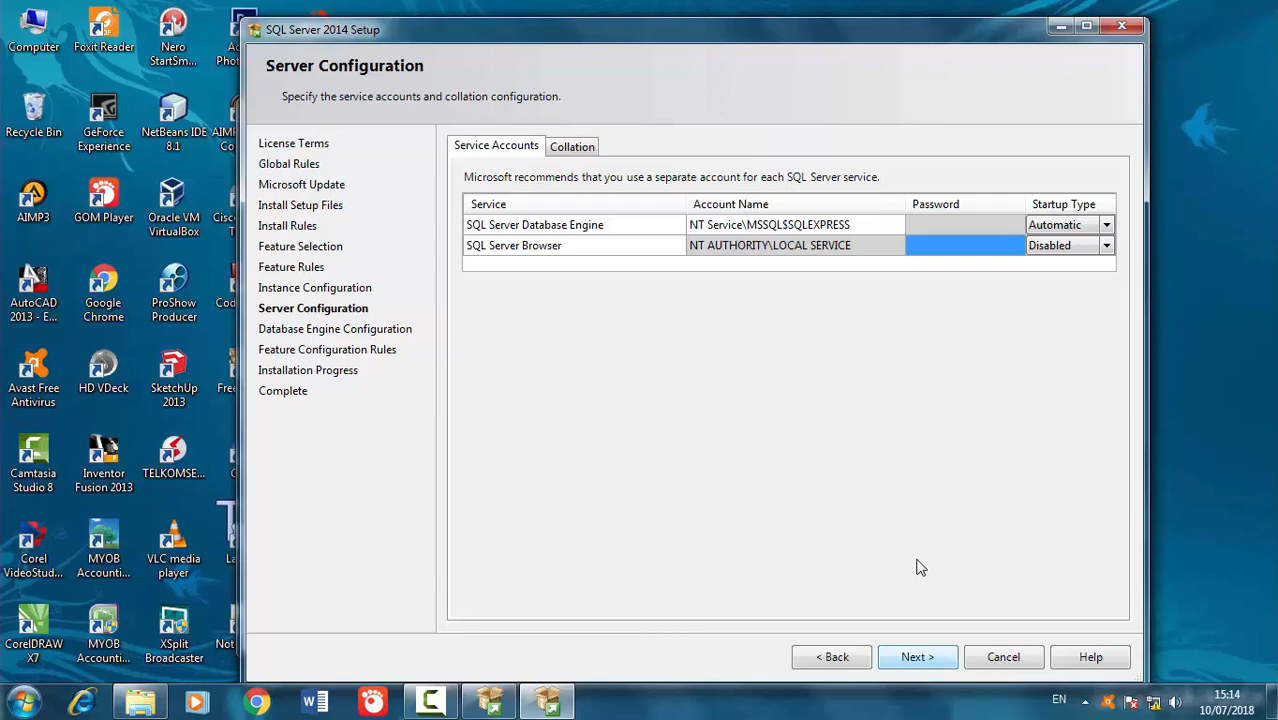 SQL Server 2014 Setup
Server Configuration
Specify the service accounts and collation configuration.
License Terms
Global Rules
Microsoft Update
Install Setup Files
Install Rules
Feature Selection
Feature Rules
Instance Configuration
Server Configuration
Database Engine Configuration
Feature Configuration Rules
Installation Progress
Complete
Service Accounts
Collation
Microsoft recommends that you use a separate account for each SQL Server service.
Service Account Name Password Startup Type
SQL Server Database Engine NT Service\MSSQL$SQLEXPRESS Automatic
SQL Server Browser NT AUTHORITY\LOCAL SERVICE Disabled
< Back
Next >
Cancel
Help
Computer
Foxit Reader
Nero
StartSm...
Recycle Bin
GeForce
Experience
NetBeans IDE
8.1
AIMP3
GOM Player
Oracle VM
VirtualBox
AutoCAD
2013 - E...
Google
Chrome
ProShow
Producer
Avast Free
Antivirus
HD VDeck
SketchUp
2013
Camtasia
Studio 8
Inventor
Fusion 2013
TELKOMSE...
Corel
VideoStud...
MYOB
Accounti...
VLC media
player
CorelDRAW
X7
MYOB
Accounti...
XSplit
Broadcaster
EN
15:14
10/07/2018